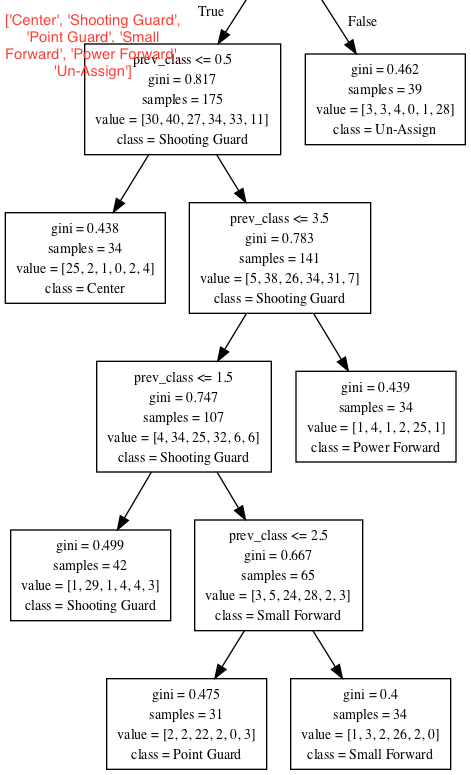 ['Center', 'Shooting Guard',
'Point Guard', 'Small
Forward', 'Power Forward',
'Un-Assign']
True
False
prev_class <= 0.5
gini = 0.817
samples = 175
value = [30, 40, 27, 34, 33, 11]
class = Shooting Guard
gini = 0.462
samples = 39
value = [3, 3, 4, 0, 1, 28]
class = Un-Assign
gini = 0.438
samples = 34
value = [25, 2, 1, 0, 2, 4]
class = Center
prev_class <= 3.5
gini = 0.783
samples = 141
value = [5, 38, 26, 34, 31, 7]
class = Shooting Guard
prev_class <= 1.5
gini = 0.747
samples = 107
value = [4, 34, 25, 32, 6, 6]
class = Shooting Guard
gini = 0.439
samples = 34
value = [1, 4, 1, 2, 25, 1]
class = Power Forward
gini = 0.499
samples = 42
value = [1, 29, 1, 4, 4, 3]
class = Shooting Guard
prev_class <= 2.5
gini = 0.667
samples = 65
value = [3, 5, 24, 28, 2, 3]
class = Small Forward
gini = 0.475
samples = 31
value = [2, 2, 22, 2, 0, 3]
class = Point Guard
gini = 0.4
samples = 34
value = [1, 3, 2, 26, 2, 0]
class = Small Forward